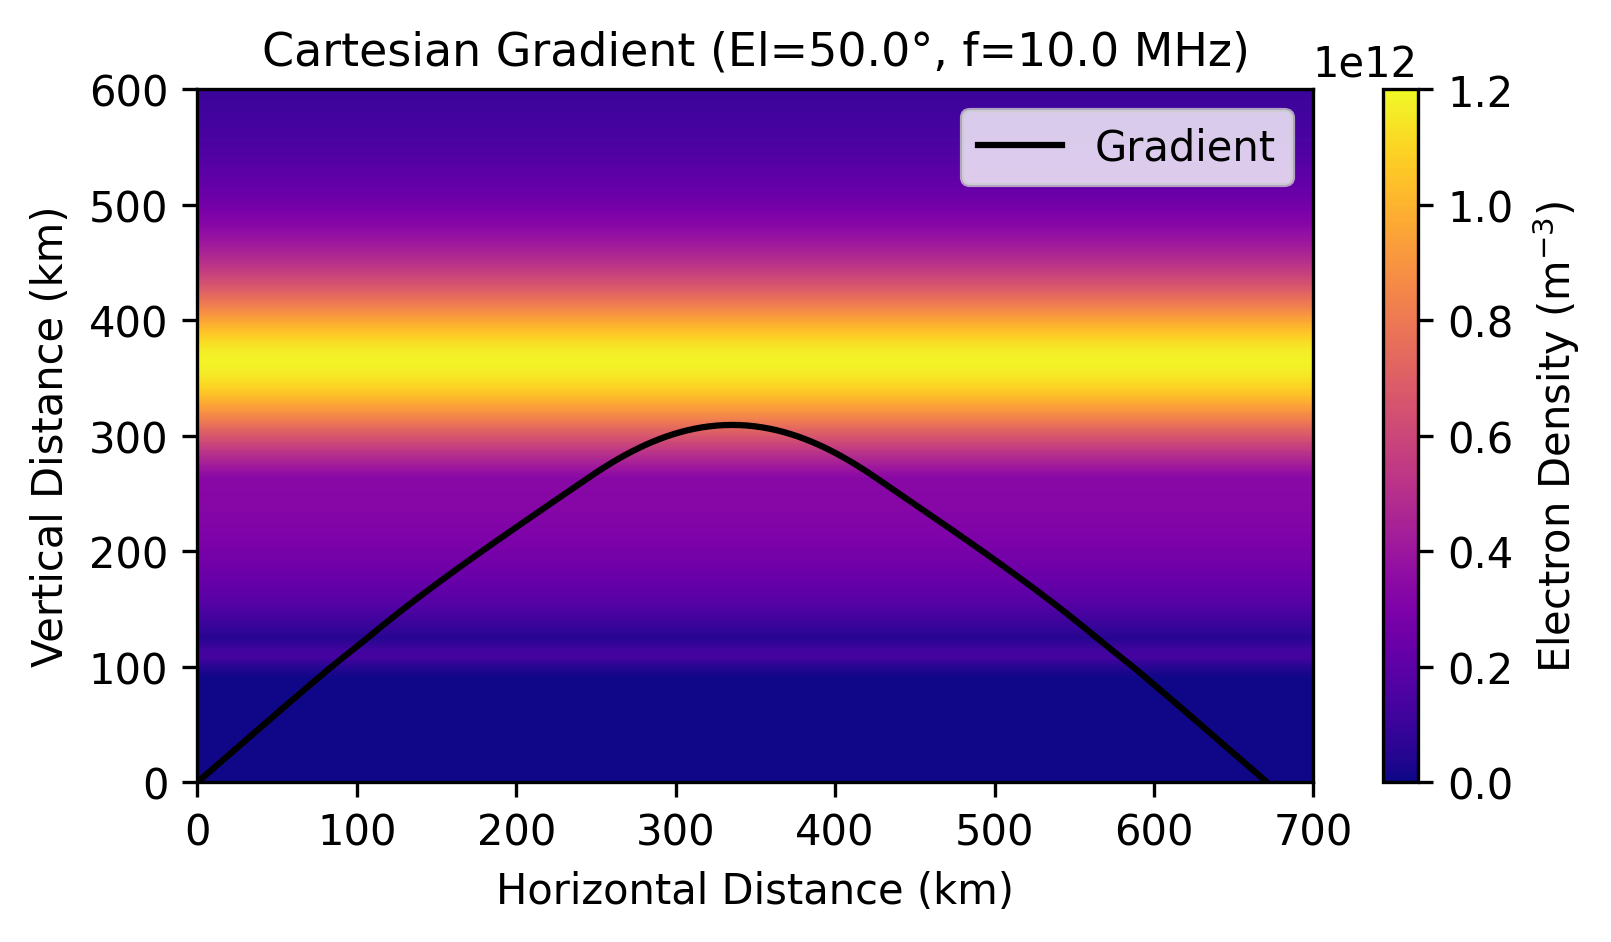 Cartesian Gradient (El=50.0°, f=10.0 MHz)
1e12
Gradient
Vertical Distance (km)
600
500
400
300
200
100
0
0 100 200 300 400 500 600 700
Horizontal Distance (km)
1.2
1.0
0.8
0.6
0.4
0.2
0.0
Electron Density (m⁻³)